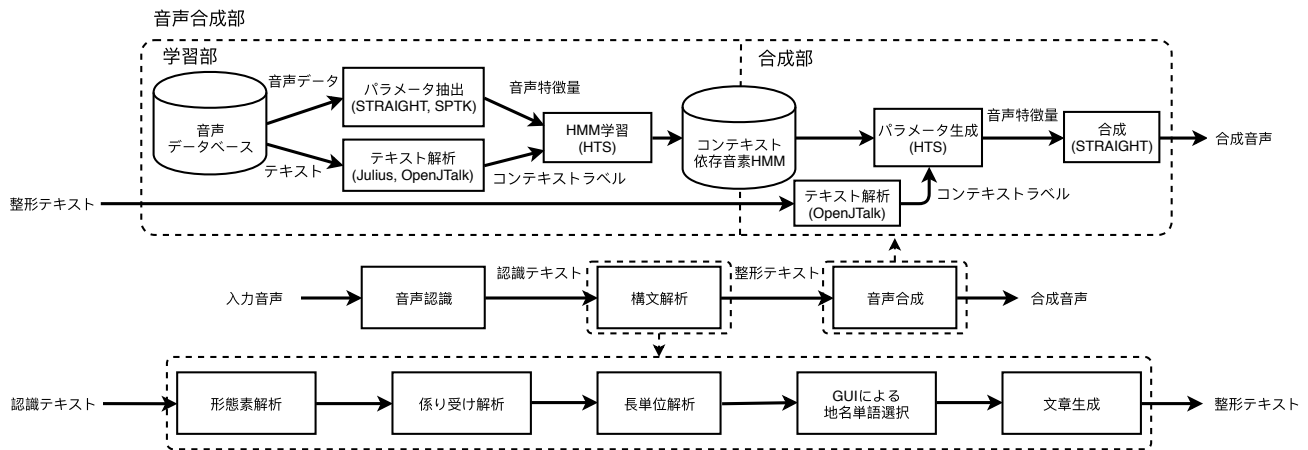 音声合成部
学習部
合成部
音声
データベース
音声データ
テキスト
パラメータ抽出
(STRAIGHT, SPTK)
テキスト解析
(Julius, OpenJTalk)
音声特徴量
コンテキストラベル
HMM学習
(HTS)
コンテキスト
依存音素HMM
パラメータ生成
(HTS)
音声特徴量
合成
(STRAIGHT)
合成音声
整形テキスト
テキスト解析
(OpenJTalk)
コンテキストラベル
入力音声
音声認識
認識テキスト
構文解析
整形テキスト
音声合成
合成音声
認識テキスト
形態素解析
係り受け解析
長単位解析
GUIによる
地名単語選択
文章生成
整形テキスト